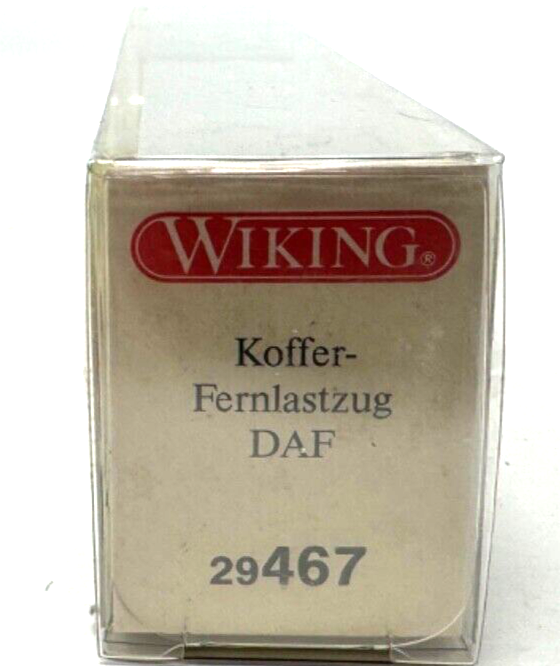 WIKING®
Koffer-
Fernlastzug
DAF
29467